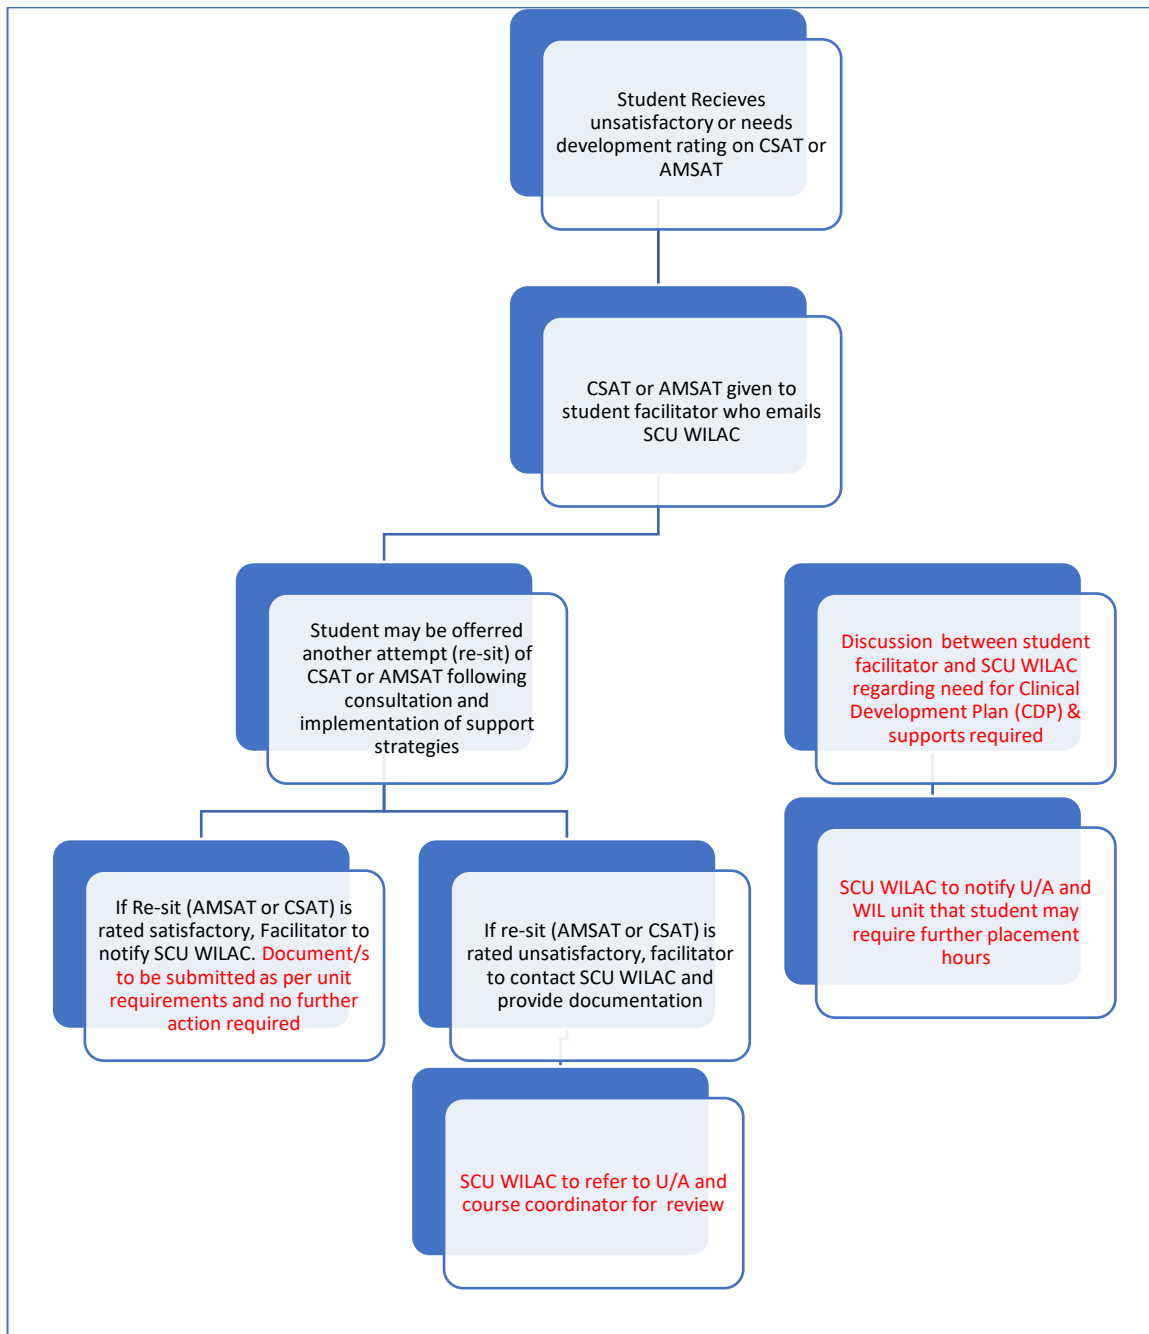 Student Recieves
unsatisfactory or needs
development rating on CSAT or
AMSAT
CSAT or AMSAT given to
student facilitator who emails
SCU WILAC
Student may be offerred
another attempt (re-sit) of
CSAT or AMSAT following
consultation and
implementation of support
strategies
Discussion between student
facilitator and SCU WILAC
regarding need for Clinical
Development Plan (CDP) &
supports required
If Re-sit (AMSAT or CSAT) is
rated satisfactory, Facilitator to
notify SCU WILAC. Document/s
to be submitted as per unit
requirements and no further
action required
If re-sit (AMSAT or CSAT) is
rated unsatisfactory, facilitator
to contact SCU WILAC and
provide documentation
SCU WILAC to notify U/A and
WIL unit that student may
require further placement
hours
SCU WILAC to refer to U/A and
course coordinator for review